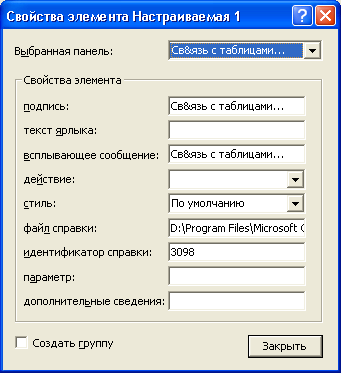 Свойства элемента Настраиваемая 1
Выбранная панель: Св&язь с таблицами...
Свойства элемента
подпись: Св&язь с таблицами...
текст ярлыка:
всплывающее сообщение: Св&язь с таблицами...
действие:
стиль: По умолчанию
файл справки: D:\Program Files\Microsoft
идентификатор справки: 3098
параметр:
дополнительные сведения:
Создать группу Закрыть